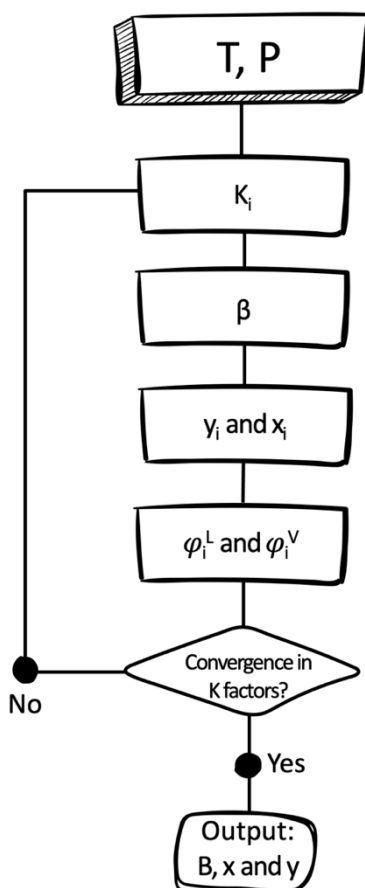 T, P
Kᵢ
β
yᵢ and xᵢ
φᵢᴸ and φᵢⱽ
Convergence in
K factors?
No
Yes
Output:
B, x and y